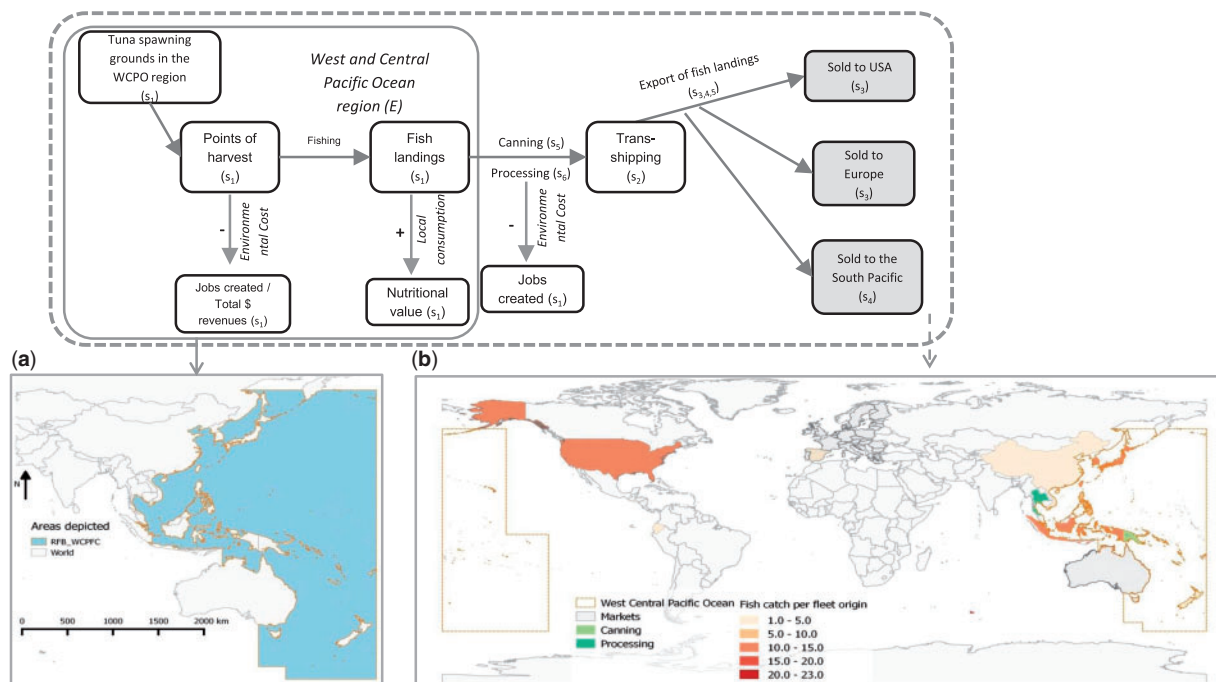 Tuna spawning
grounds in the
WCPO region
(s1)
West and Central
Pacific Ocean
region (E)
Points of
harvest
(s1)
Fishing
Fish
landings
(s1)
Canning (s5)
Processing (s6)
Trans-
shipping
(s2)
Export of fish landings
(s3,4,5)
Sold to USA
(s3)
Sold to
Europe
(s3)
Sold to the
South Pacific
(s4)
-
Environme
ntal Cost
+
Local
consumption
-
Environme
ntal Cost
Jobs created /
Total $
revenues (s1)
Nutritional
value (s1)
Jobs
created (s1)
(a)
N
Areas depicted
RFB_WCPFC
World
0 500 1000 1500 2000 km
(b)
West Central Pacific Ocean
Markets
Canning
Processing
Fish catch per fleet origin
1.0 - 5.0
5.0 - 10.0
10.0 - 15.0
15.0 - 20.0
20.0 - 23.0